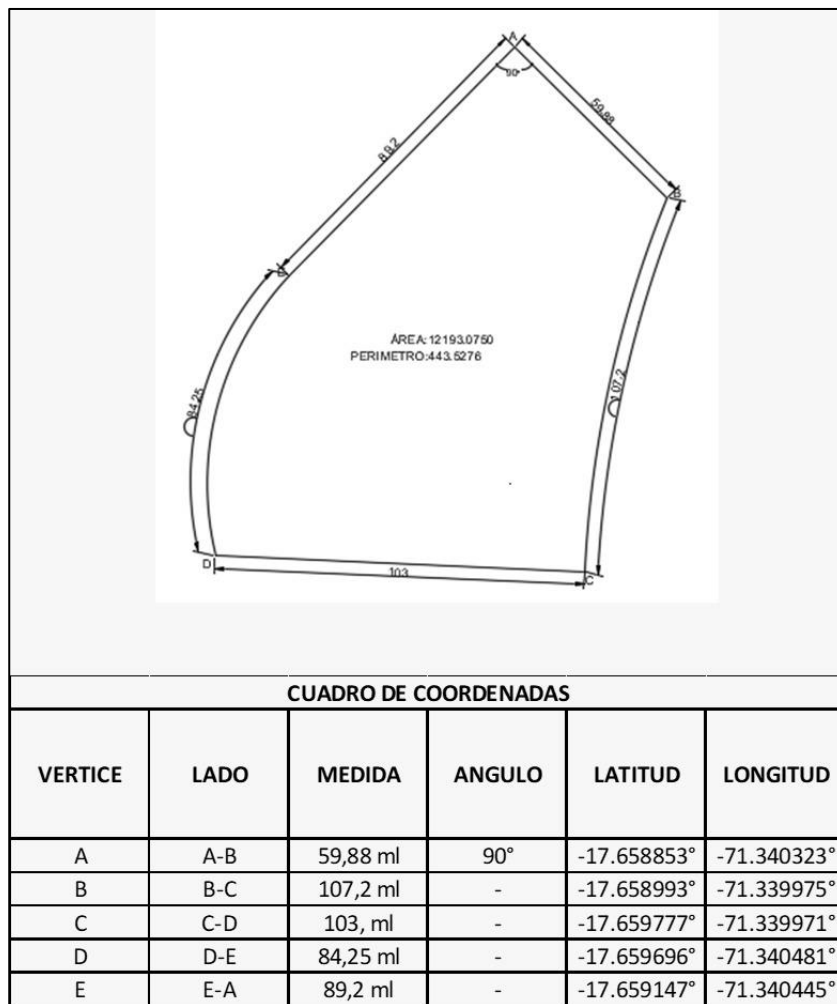 A
90°
59.88
B
89.2
E
ÁREA:12193.0750
PERIMETRO:443.5276
107.2
84.25
D
103
C
CUADRO DE COORDENADAS
VERTICE LADO MEDIDA ANGULO LATITUD LONGITUD
A A-B 59,88 ml 90° -17.658853° -71.340323°
B B-C 107,2 ml - -17.658993° -71.339975°
C C-D 103, ml - -17.659777° -71.339971°
D D-E 84,25 ml - -17.659696° -71.340481°
E E-A 89,2 ml - -17.659147° -71.340445°